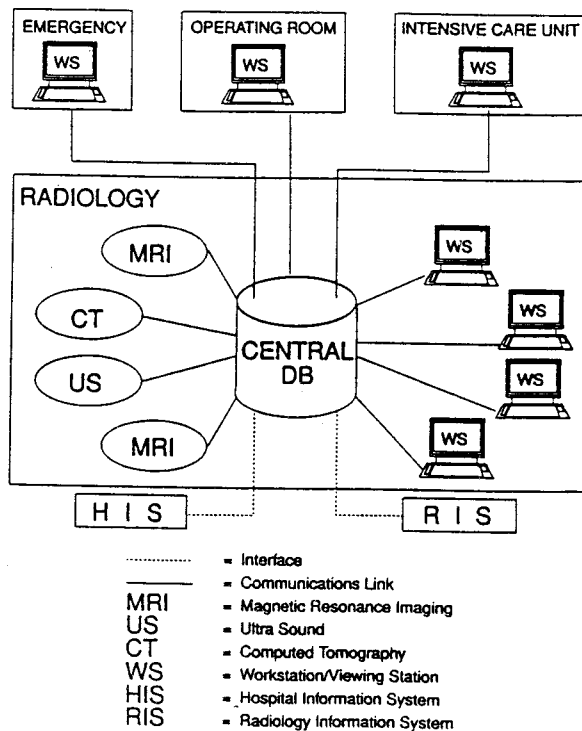 EMERGENCY
OPERATING ROOM
INTENSIVE CARE UNIT
WS
WS
WS
RADIOLOGY
MRI
CT
US
MRI
CENTRAL
DB
WS
WS
WS
WS
H I S
R I S
= Interface
= Communications Link
MRI = Magnetic Resonance Imaging
US = Ultra Sound
CT = Computed Tomography
WS = Workstation/Viewing Station
HIS = Hospital Information System
RIS = Radiology Information System